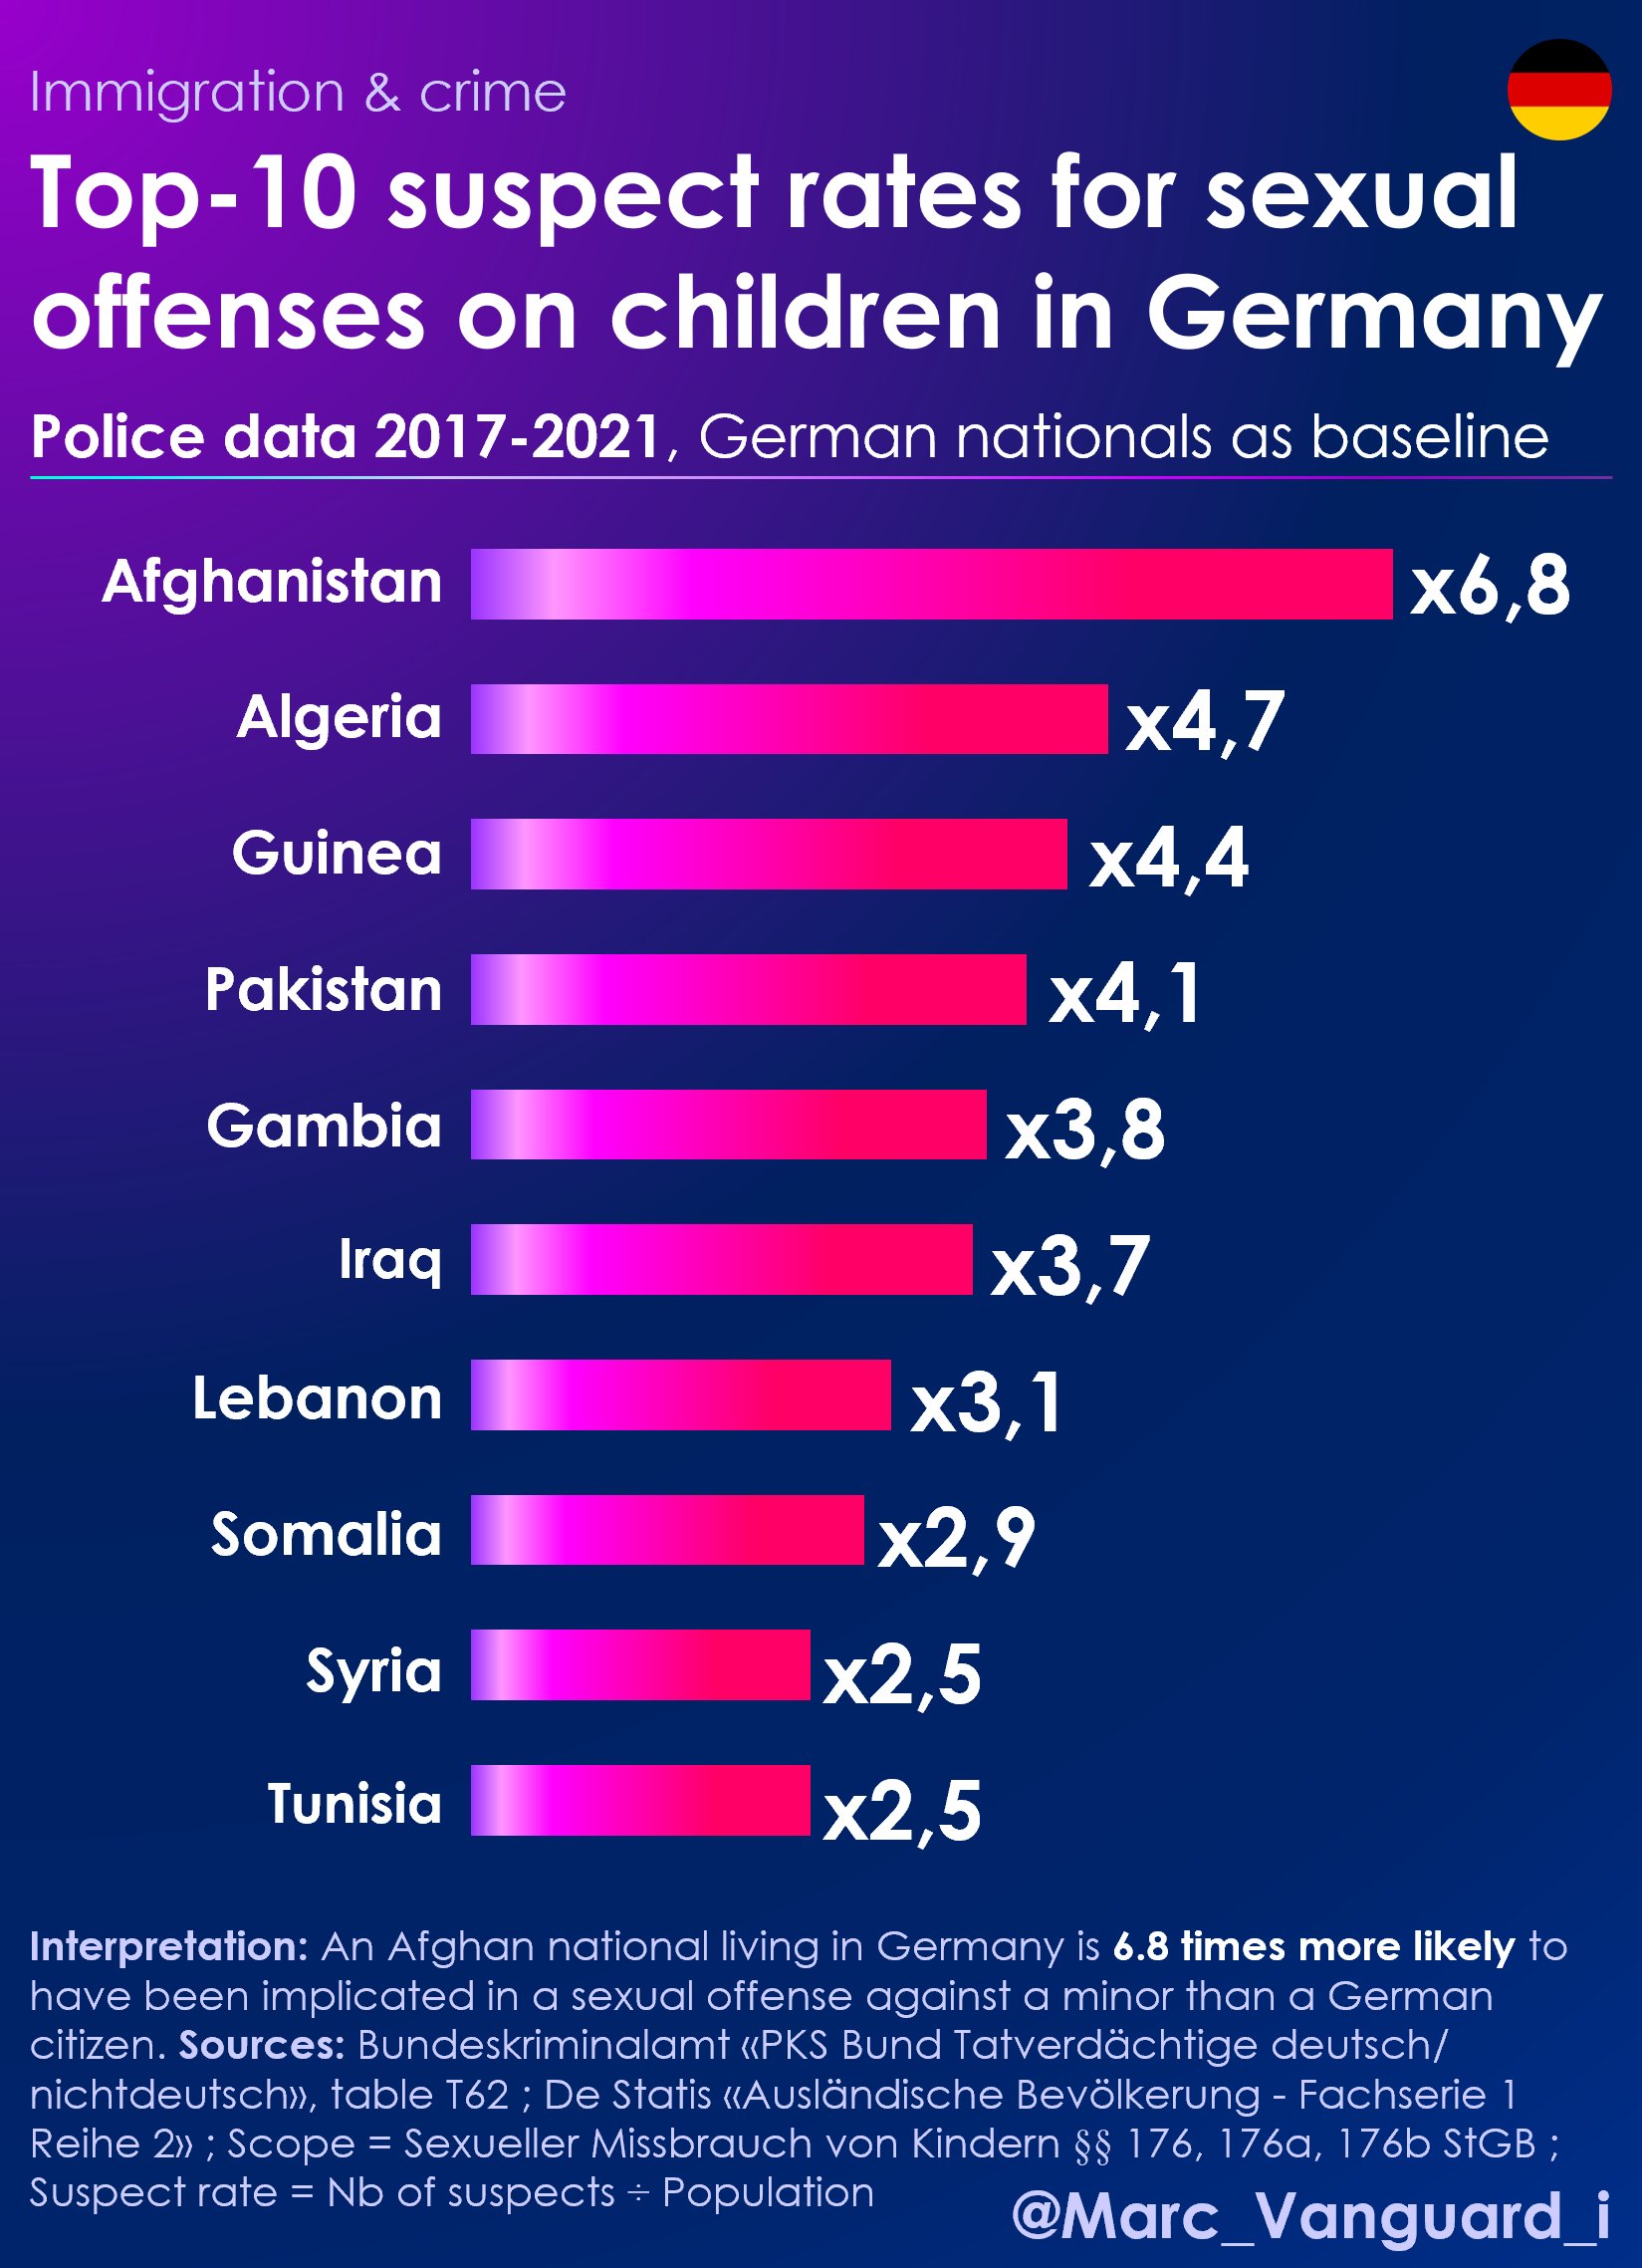 Immigration & crime
Top-10 suspect rates for sexual
offenses on children in Germany
Police data 2017-2021, German nationals as baseline
Afghanistan x6,8
Algeria x4,7
Guinea x4,4
Pakistan x4,1
Gambia x3,8
Iraq x3,7
Lebanon x3,1
Somalia x2,9
Syria x2,5
Tunisia x2,5
Interpretation: An Afghan national living in Germany is 6.8 times more likely to
have been implicated in a sexual offense against a minor than a German
citizen. Sources: Bundeskriminalamt «PKS Bund Tatverdächtige deutsch/
nichtdeutsch», table T62 ; De Statis «Ausländische Bevölkerung - Fachserie 1
Reihe 2» ; Scope = Sexueller Missbrauch von Kindern §§ 176, 176a, 176b StGB ;
Suspect rate = Nb of suspects ÷ Population
@Marc_Vanguard_i